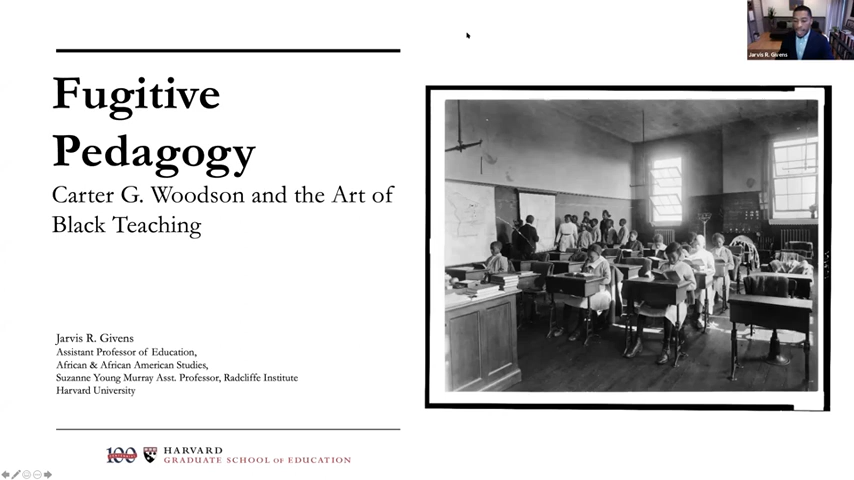 Jarvis R. Givens
Fugitive
Pedagogy
Carter G. Woodson and the Art of
Black Teaching
Jarvis R. Givens
Assistant Professor of Education,
African & African American Studies,
Suzanne Young Murray Asst. Professor, Radcliffe Institute
Harvard University
100
HARVARD
GRADUATE SCHOOL OF EDUCATION